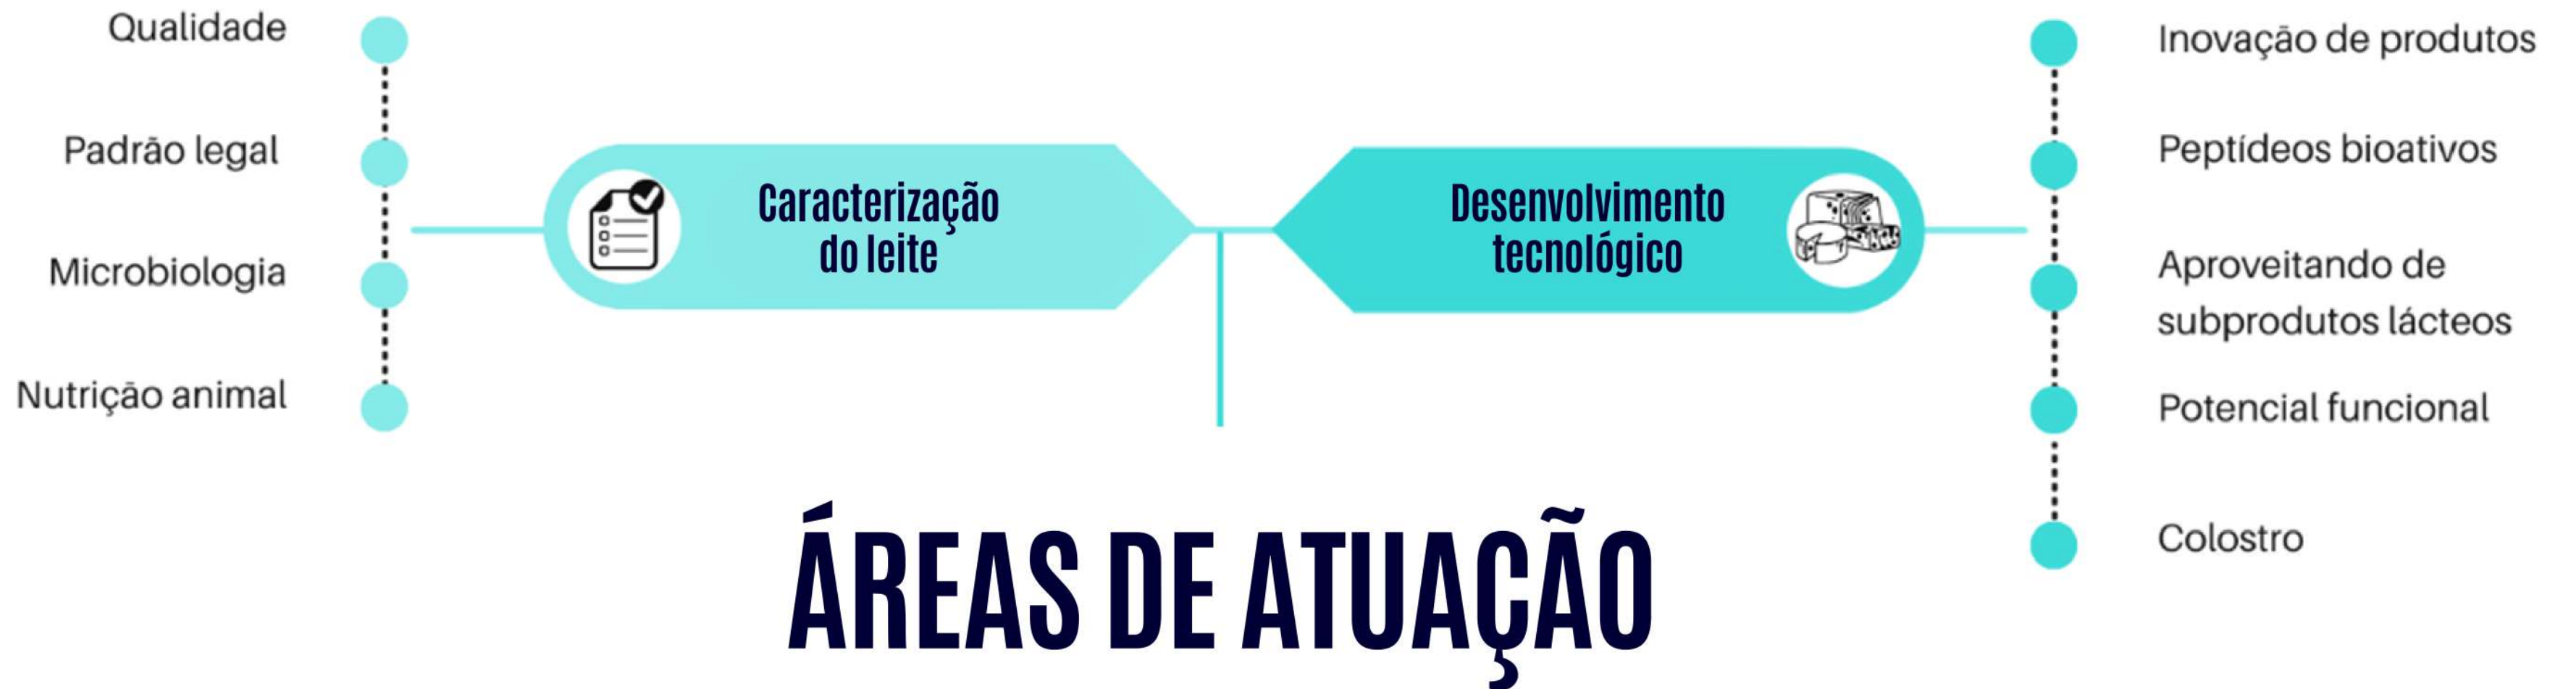 Qualidade
Padrão legal
Microbiologia
Nutrição animal
Caracterização
do leite
Desenvolvimento
tecnológico
Inovação de produtos
Peptídeos bioativos
Aproveitando de
subprodutos lácteos
Potencial funcional
Colostro
ÁREAS DE ATUAÇÃO